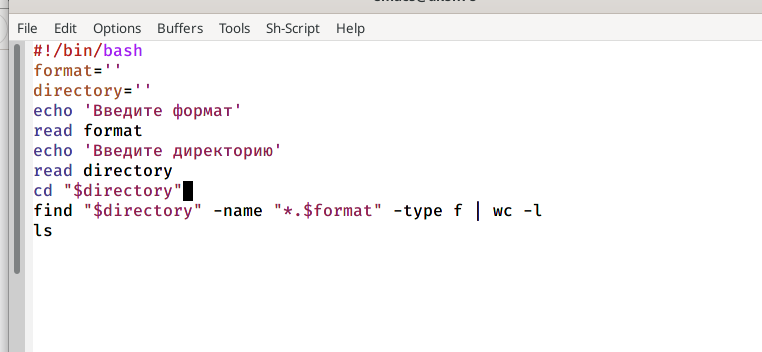 File Edit Options Buffers Tools Sh-Script Help
#!/bin/bash
format=''
directory=''
echo 'Введите формат'
read format
echo 'Введите директорию'
read directory
cd "$directory"
find "$directory" -name "*.$format" -type f | wc -l
ls